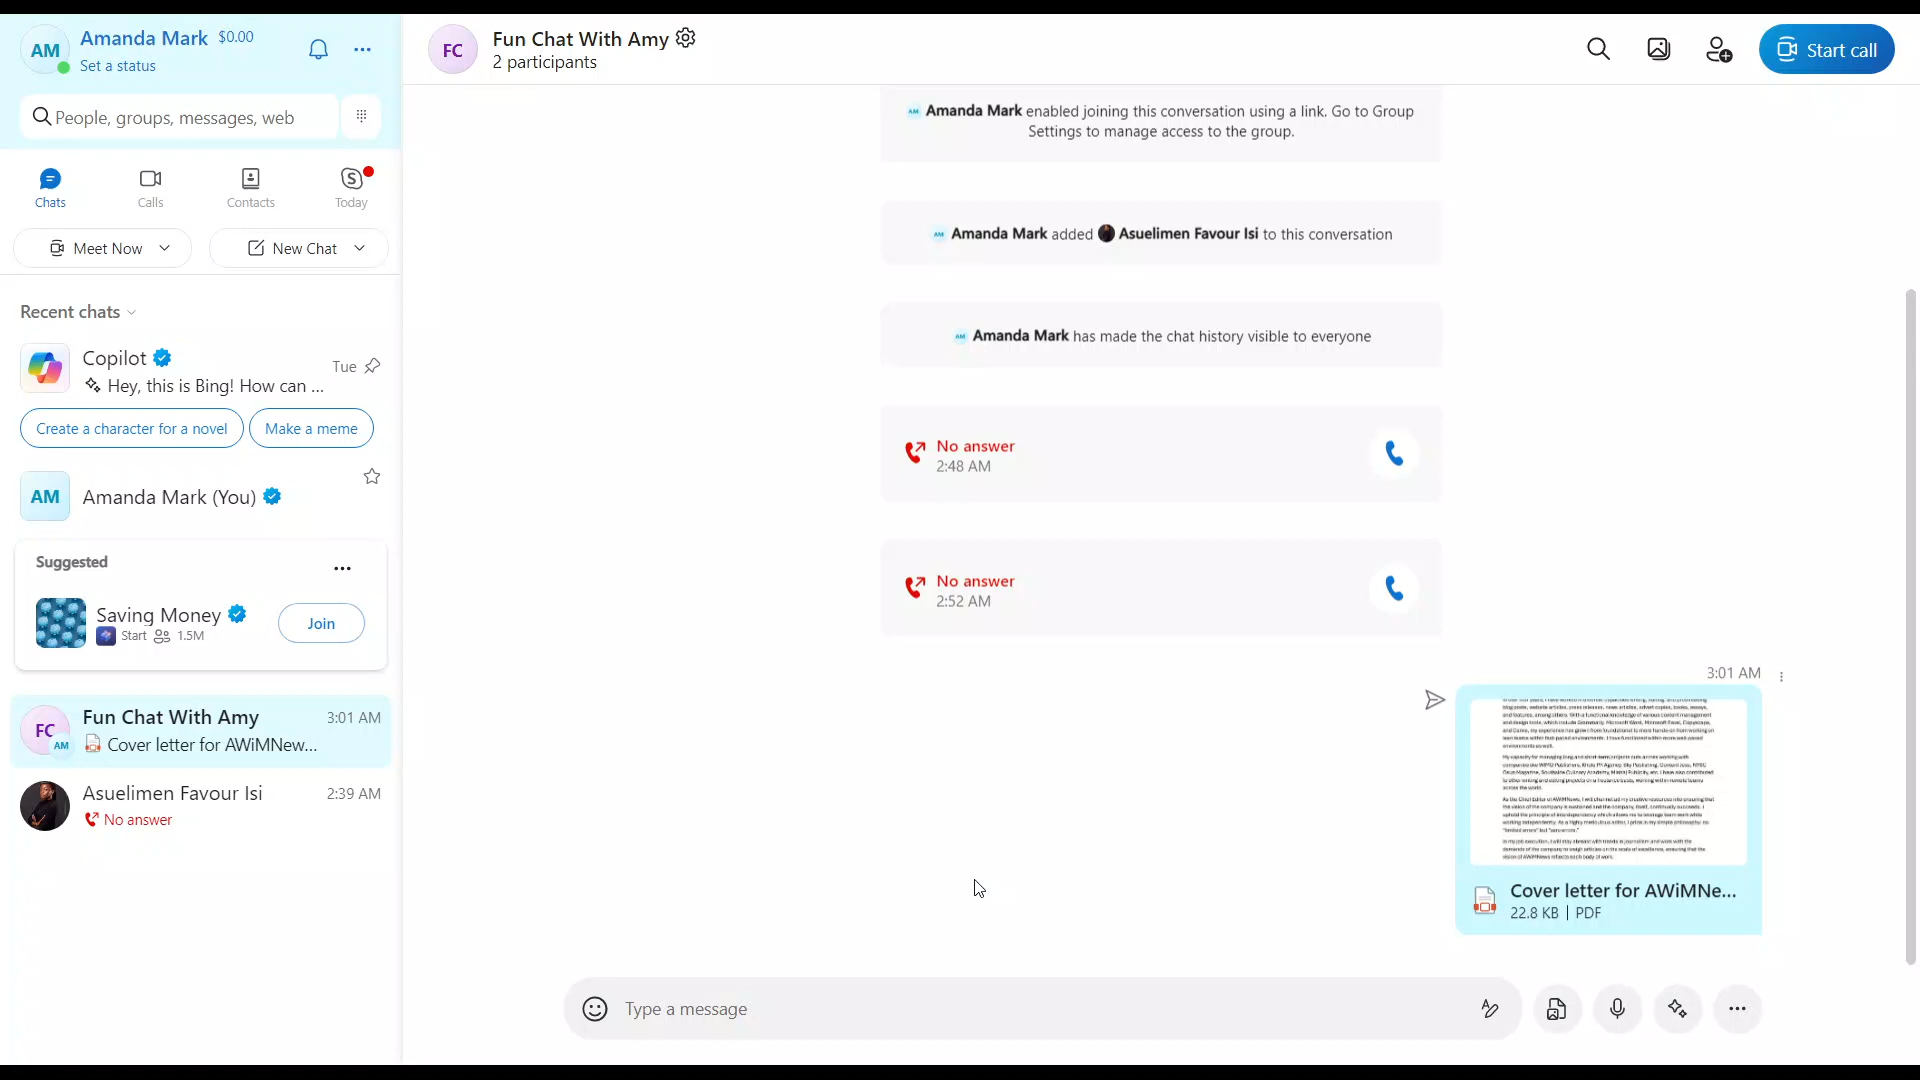 AM
Amanda Mark $0.00
Set a status
People, groups, messages, web
Chats
Calls
Contacts
Today
Meet Now
New Chat
Recent chats
Copilot
Tue
Hey, this is Bing! How can ...
Create a character for a novel
Make a meme
AM
Amanda Mark (You)
Suggested
Saving Money
Start 1.5M
Join
FC
AM
Fun Chat With Amy
3:01 AM
Cover letter for AWiMNew...
Asuelimen Favour Isi
2:39 AM
No answer
FC
Fun Chat With Amy
2 participants
Start call
AM Amanda Mark enabled joining this conversation using a link. Go to Group
Settings to manage access to the group.
AM Amanda Mark added Asuelimen Favour Isi to this conversation
AM Amanda Mark has made the chat history visible to everyone
No answer
2:48 AM
No answer
2:52 AM
3:01 AM
Cover letter for AWiMNe...
22.8 KB | PDF
Type a message